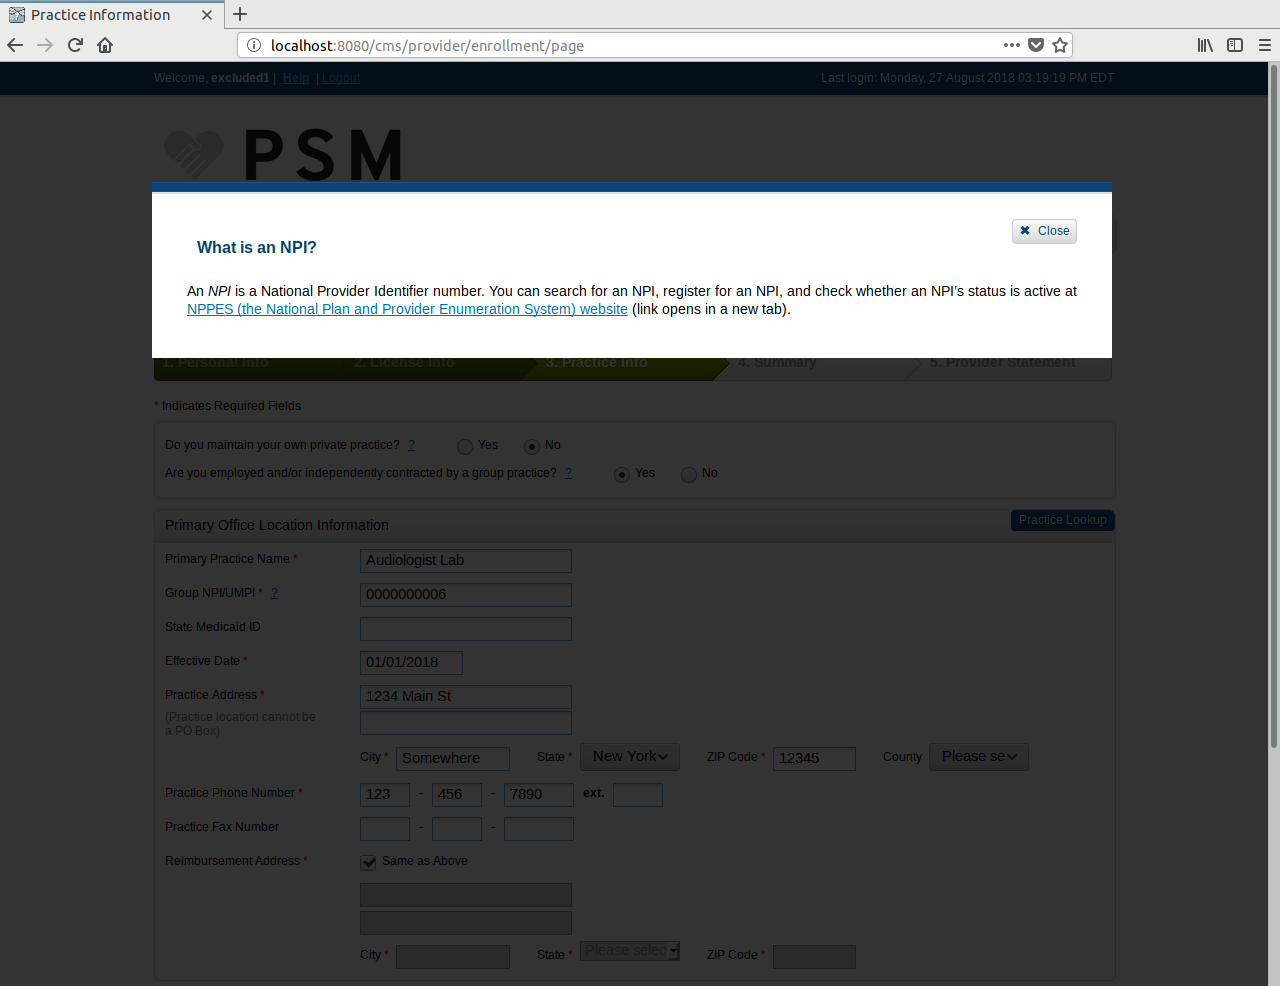 Practice Information
localhost:8080/cms/provider/enrollment/page
Welcome, excluded1 | Help | Logout
Last login: Monday, 27 August 2018 03:19:19 PM EDT
PSM
Close
What is an NPI?
An NPI is a National Provider Identifier number. You can search for an NPI, register for an NPI, and check whether an NPI’s status is active at
NPPES (the National Plan and Provider Enumeration System) website (link opens in a new tab).
1. Personal Info 2. License Info 3. Practice Info 4. Summary 5. Provider Statement
* Indicates Required Fields
Do you maintain your own private practice? ? Yes No
Are you employed and/or independently contracted by a group practice? ? Yes No
Primary Office Location Information Practice Lookup
Primary Practice Name * Audiologist Lab
Group NPI/UMPI * ? 0000000006
State Medicaid ID
Effective Date * 01/01/2018
Practice Address * 1234 Main St
(Practice location cannot be
a PO Box)
City * Somewhere State * New York ZIP Code * 12345 County Please se
Practice Phone Number * 123 - 456 - 7890 ext.
Practice Fax Number - -
Reimbursement Address * Same as Above
City * State * Please selec ZIP Code *